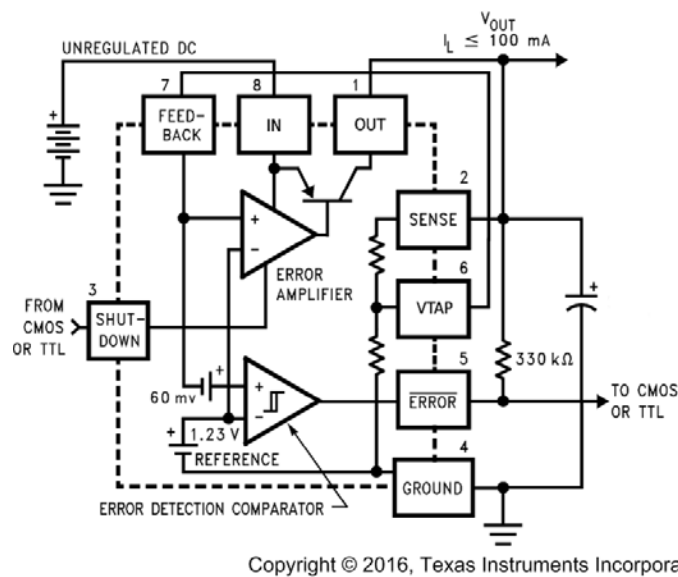 V_OUT
I_L ≤ 100 mA
UNREGULATED DC
7
8
1
+
FEED-
BACK
IN
OUT
2
SENSE
+
−
ERROR
AMPLIFIER
6
VTAP
+
3
FROM
CMOS
OR TTL
SHUT-
DOWN
330 kΩ
5
ERROR
TO CMOS
OR TTL
+
60 mv
+
−
+
1.23 V
REFERENCE
4
GROUND
ERROR DETECTION COMPARATOR
Copyright © 2016, Texas Instruments Incorpora